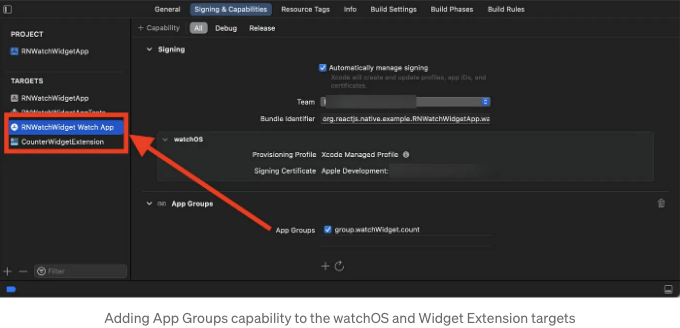 General Signing & Capabilities Resource Tags Info Build Settings Build Phases Build Rules
+ Capability All Debug Release
PROJECT
RNWatchWidgetApp
TARGETS
RNWatchWidgetApp
RNWatchWidgetAppTests
RNWatchWidget Watch App
CounterWidgetExtension
Filter
Signing
Automatically manage signing
Xcode will create and update profiles, app IDs, and
certificates.
Team
Bundle Identifier org.reactjs.native.example.RNWatchWidgetApp.wa
watchOS
Provisioning Profile Xcode Managed Profile
Signing Certificate Apple Development:
App Groups
App Groups group.watchWidget.count
Adding App Groups capability to the watchOS and Widget Extension targets